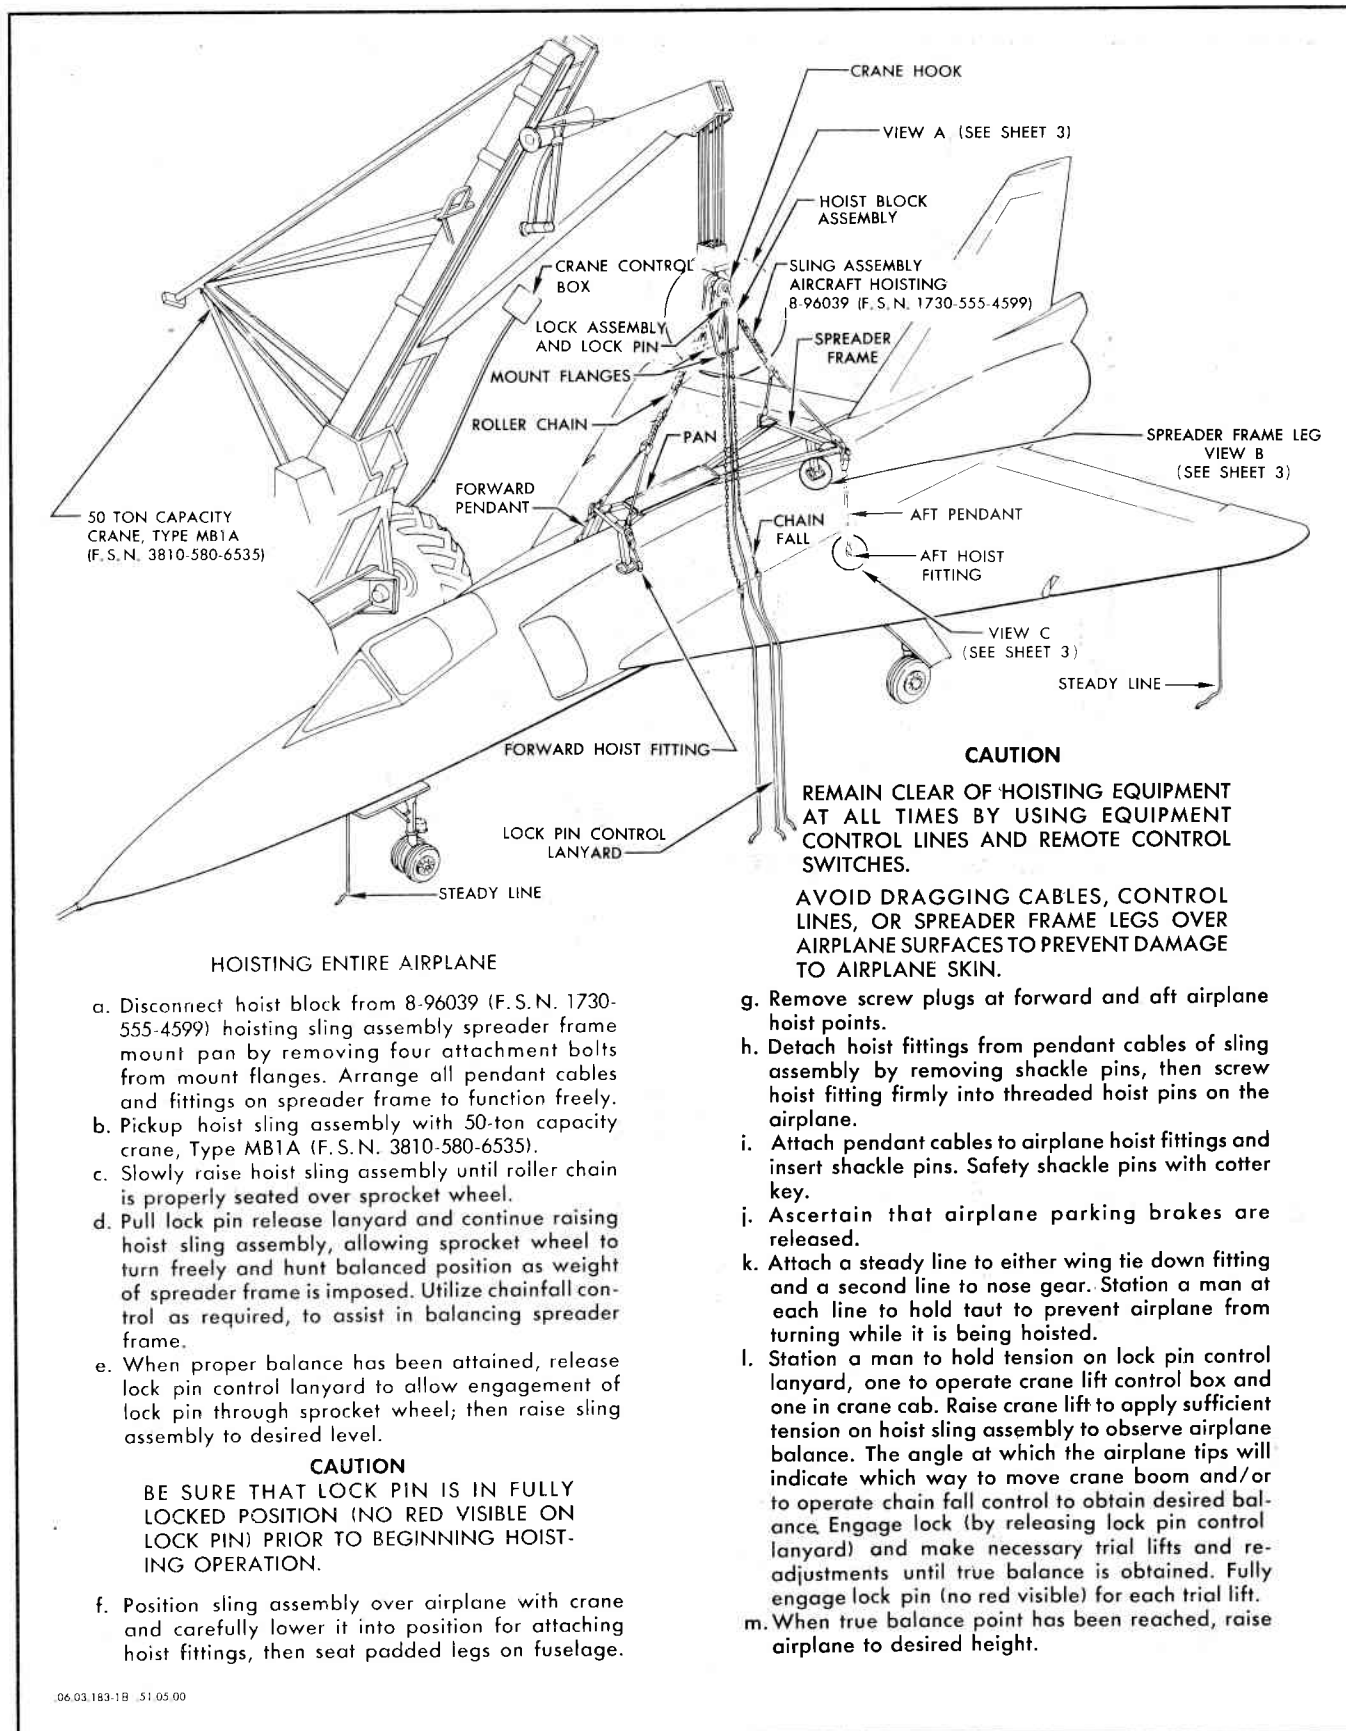 CRANE HOOK
VIEW A (SEE SHEET 3)
HOIST BLOCK
ASSEMBLY
CRANE CONTROL
BOX
SLING ASSEMBLY
AIRCRAFT HOISTING
8-96039 (F.S.N. 1730-555-4599)
LOCK ASSEMBLY
AND LOCK PIN
SPREADER
FRAME
MOUNT FLANGES
ROLLER CHAIN
PAN
SPREADER FRAME LEG
VIEW B
(SEE SHEET 3)
FORWARD
PENDANT
50 TON CAPACITY
CRANE, TYPE MB1A
(F.S.N. 3810-580-6535)
CHAIN
FALL
AFT PENDANT
AFT HOIST
FITTING
VIEW C
(SEE SHEET 3)
STEADY LINE
FORWARD HOIST FITTING
LOCK PIN CONTROL
LANYARD
STEADY LINE
HOISTING ENTIRE AIRPLANE
a. Disconnect hoist block from 8-96039 (F.S.N. 1730-
555-4599) hoisting sling assembly spreader frame
mount pan by removing four attachment bolts
from mount flanges. Arrange all pendant cables
and fittings on spreader frame to function freely.
b. Pickup hoist sling assembly with 50-ton capacity
crane, Type MB1A (F.S.N. 3810-580-6535).
c. Slowly raise hoist sling assembly until roller chain
is properly seated over sprocket wheel.
d. Pull lock pin release lanyard and continue raising
hoist sling assembly, allowing sprocket wheel to
turn freely and hunt balanced position as weight
of spreader frame is imposed. Utilize chainfall con-
trol as required, to assist in balancing spreader
frame.
e. When proper balance has been attained, release
lock pin control lanyard to allow engagement of
lock pin through sprocket wheel; then raise sling
assembly to desired level.
CAUTION
BE SURE THAT LOCK PIN IS IN FULLY
LOCKED POSITION (NO RED VISIBLE ON
LOCK PIN) PRIOR TO BEGINNING HOIST-
ING OPERATION.
f. Position sling assembly over airplane with crane
and carefully lower it into position for attaching
hoist fittings, then seat padded legs on fuselage.
CAUTION
REMAIN CLEAR OF HOISTING EQUIPMENT
AT ALL TIMES BY USING EQUIPMENT
CONTROL LINES AND REMOTE CONTROL
SWITCHES.
AVOID DRAGGING CABLES, CONTROL
LINES, OR SPREADER FRAME LEGS OVER
AIRPLANE SURFACES TO PREVENT DAMAGE
TO AIRPLANE SKIN.
g. Remove screw plugs at forward and aft airplane
hoist points.
h. Detach hoist fittings from pendant cables of sling
assembly by removing shackle pins, then screw
hoist fitting firmly into threaded hoist pins on the
airplane.
i. Attach pendant cables to airplane hoist fittings and
insert shackle pins. Safety shackle pins with cotter
key.
j. Ascertain that airplane parking brakes are
released.
k. Attach a steady line to either wing tie down fitting
and a second line to nose gear. Station a man at
each line to hold taut to prevent airplane from
turning while it is being hoisted.
l. Station a man to hold tension on lock pin control
lanyard, one to operate crane lift control box and
one in crane cab. Raise crane lift to apply sufficient
tension on hoist sling assembly to observe airplane
balance. The angle at which the airplane tips will
indicate which way to move crane boom and/or
to operate chain fall control to obtain desired bal-
ance. Engage lock (by releasing lock pin control
lanyard) and make necessary trial lifts and re-
adjustments until true balance is obtained. Fully
engage lock pin (no red visible) for each trial lift.
m. When true balance point has been reached, raise
airplane to desired height.
.06.03.183-1B .51.05.00